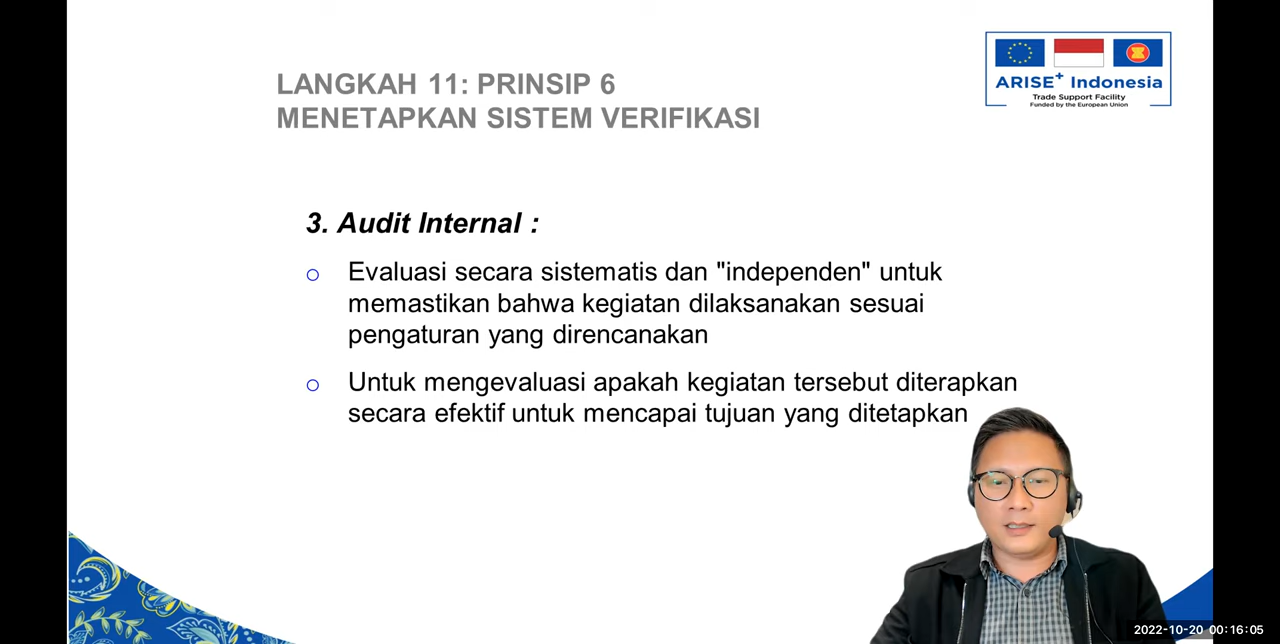 LANGKAH 11: PRINSIP 6
MENETAPKAN SISTEM VERIFIKASI
ARISE+ Indonesia
Trade Support Facility
Funded by the European Union
3. Audit Internal :
Evaluasi secara sistematis dan "independen" untuk
memastikan bahwa kegiatan dilaksanakan sesuai
pengaturan yang direncanakan
Untuk mengevaluasi apakah kegiatan tersebut diterapkan
secara efektif untuk mencapai tujuan yang ditetapkan
2022-10-20 00:16:05